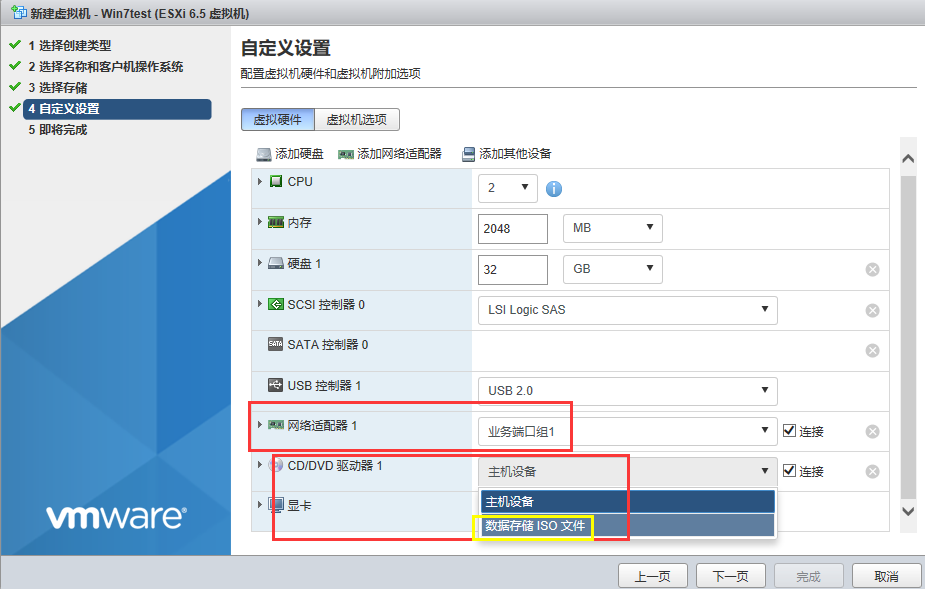 新建虚拟机 - Win7test (ESXi 6.5 虚拟机)
1 选择创建类型
2 选择名称和客户机操作系统
3 选择存储
4 自定义设置
5 即将完成
vmware®
自定义设置
配置虚拟机硬件和虚拟机附加选项
虚拟硬件 虚拟机选项
添加硬盘 添加网络适配器 添加其他设备
CPU 2
内存 2048 MB
硬盘 1 32 GB
SCSI 控制器 0 LSI Logic SAS
SATA SATA 控制器 0
USB 控制器 1 USB 2.0
网络适配器 1 业务端口组1 连接
CD/DVD 驱动器 1 主机设备 连接
主机设备
显卡
数据存储 ISO 文件
上一页 下一页 完成 取消